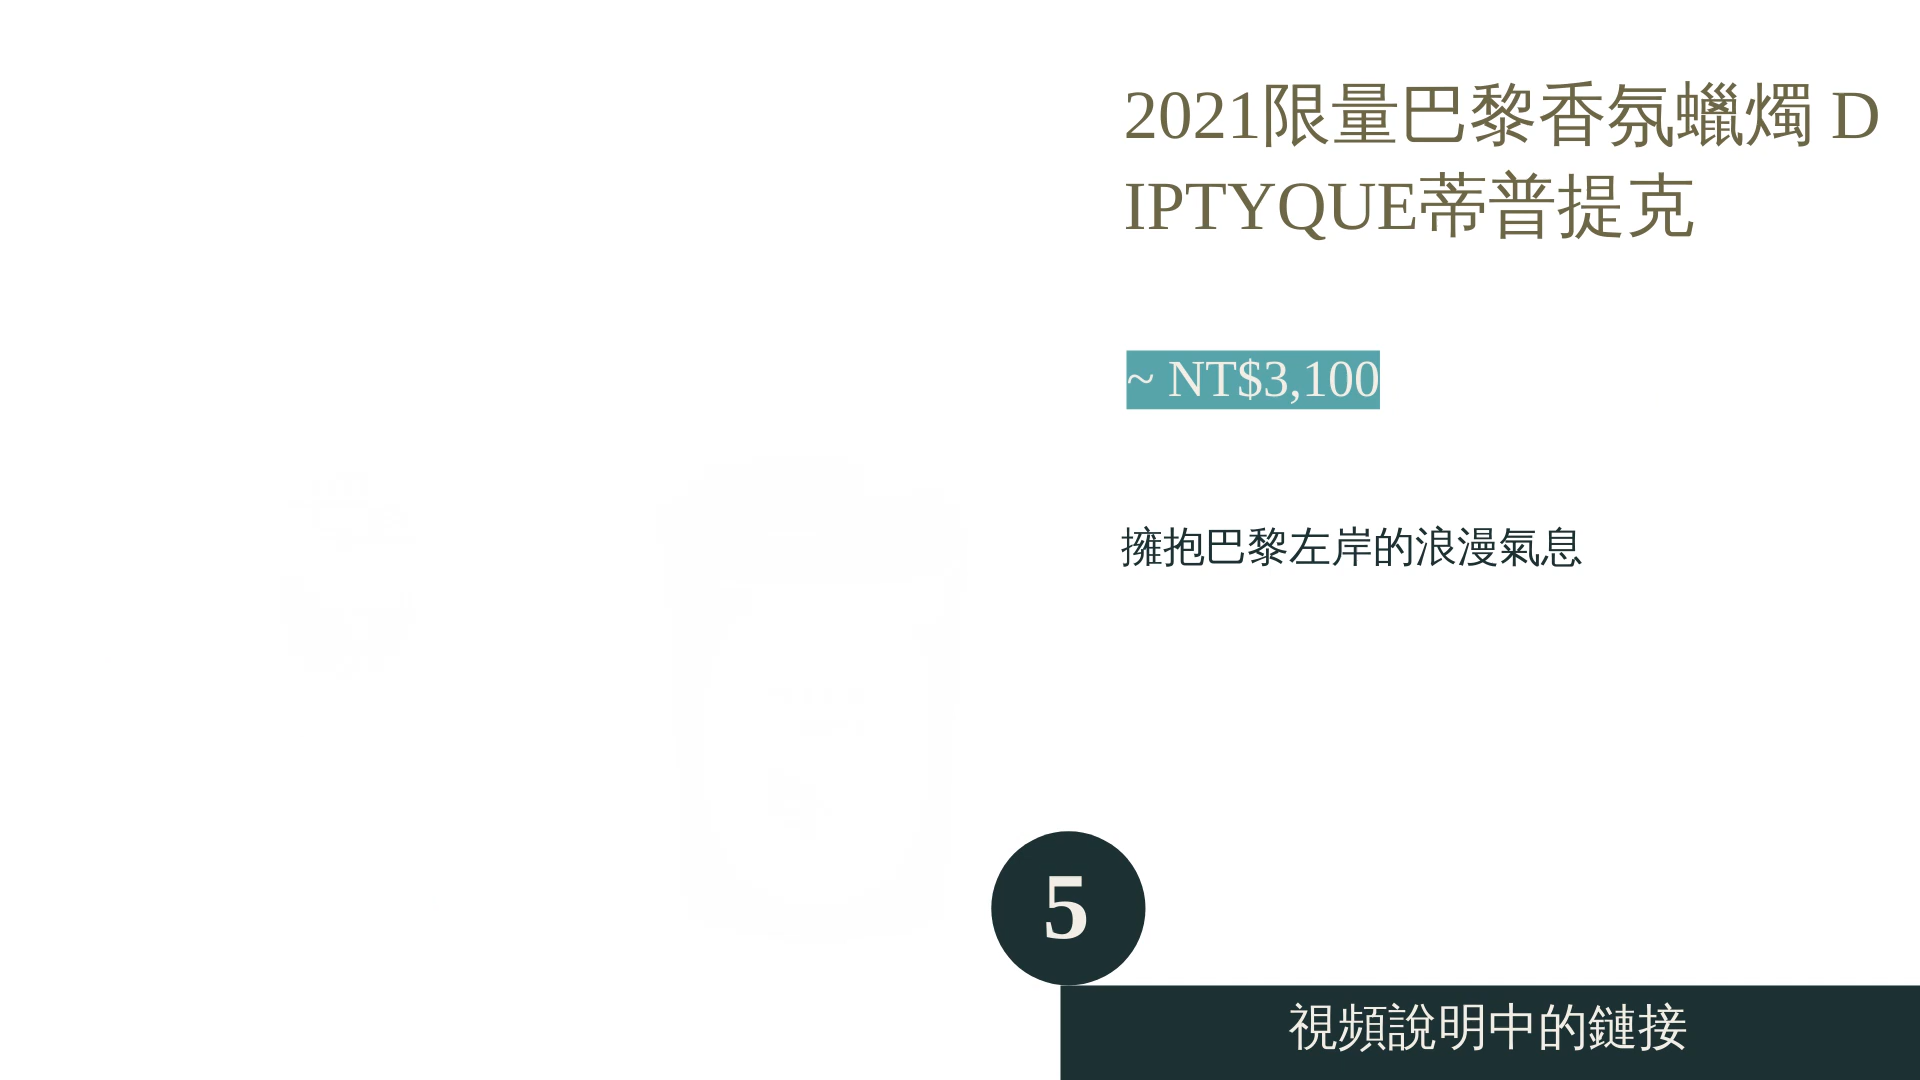 2021限量巴黎香氛蠟燭 D
IPTYQUE蒂普提克
~ NT$3,100
擁抱巴黎左岸的浪漫氣息
5
視頻說明中的鏈接